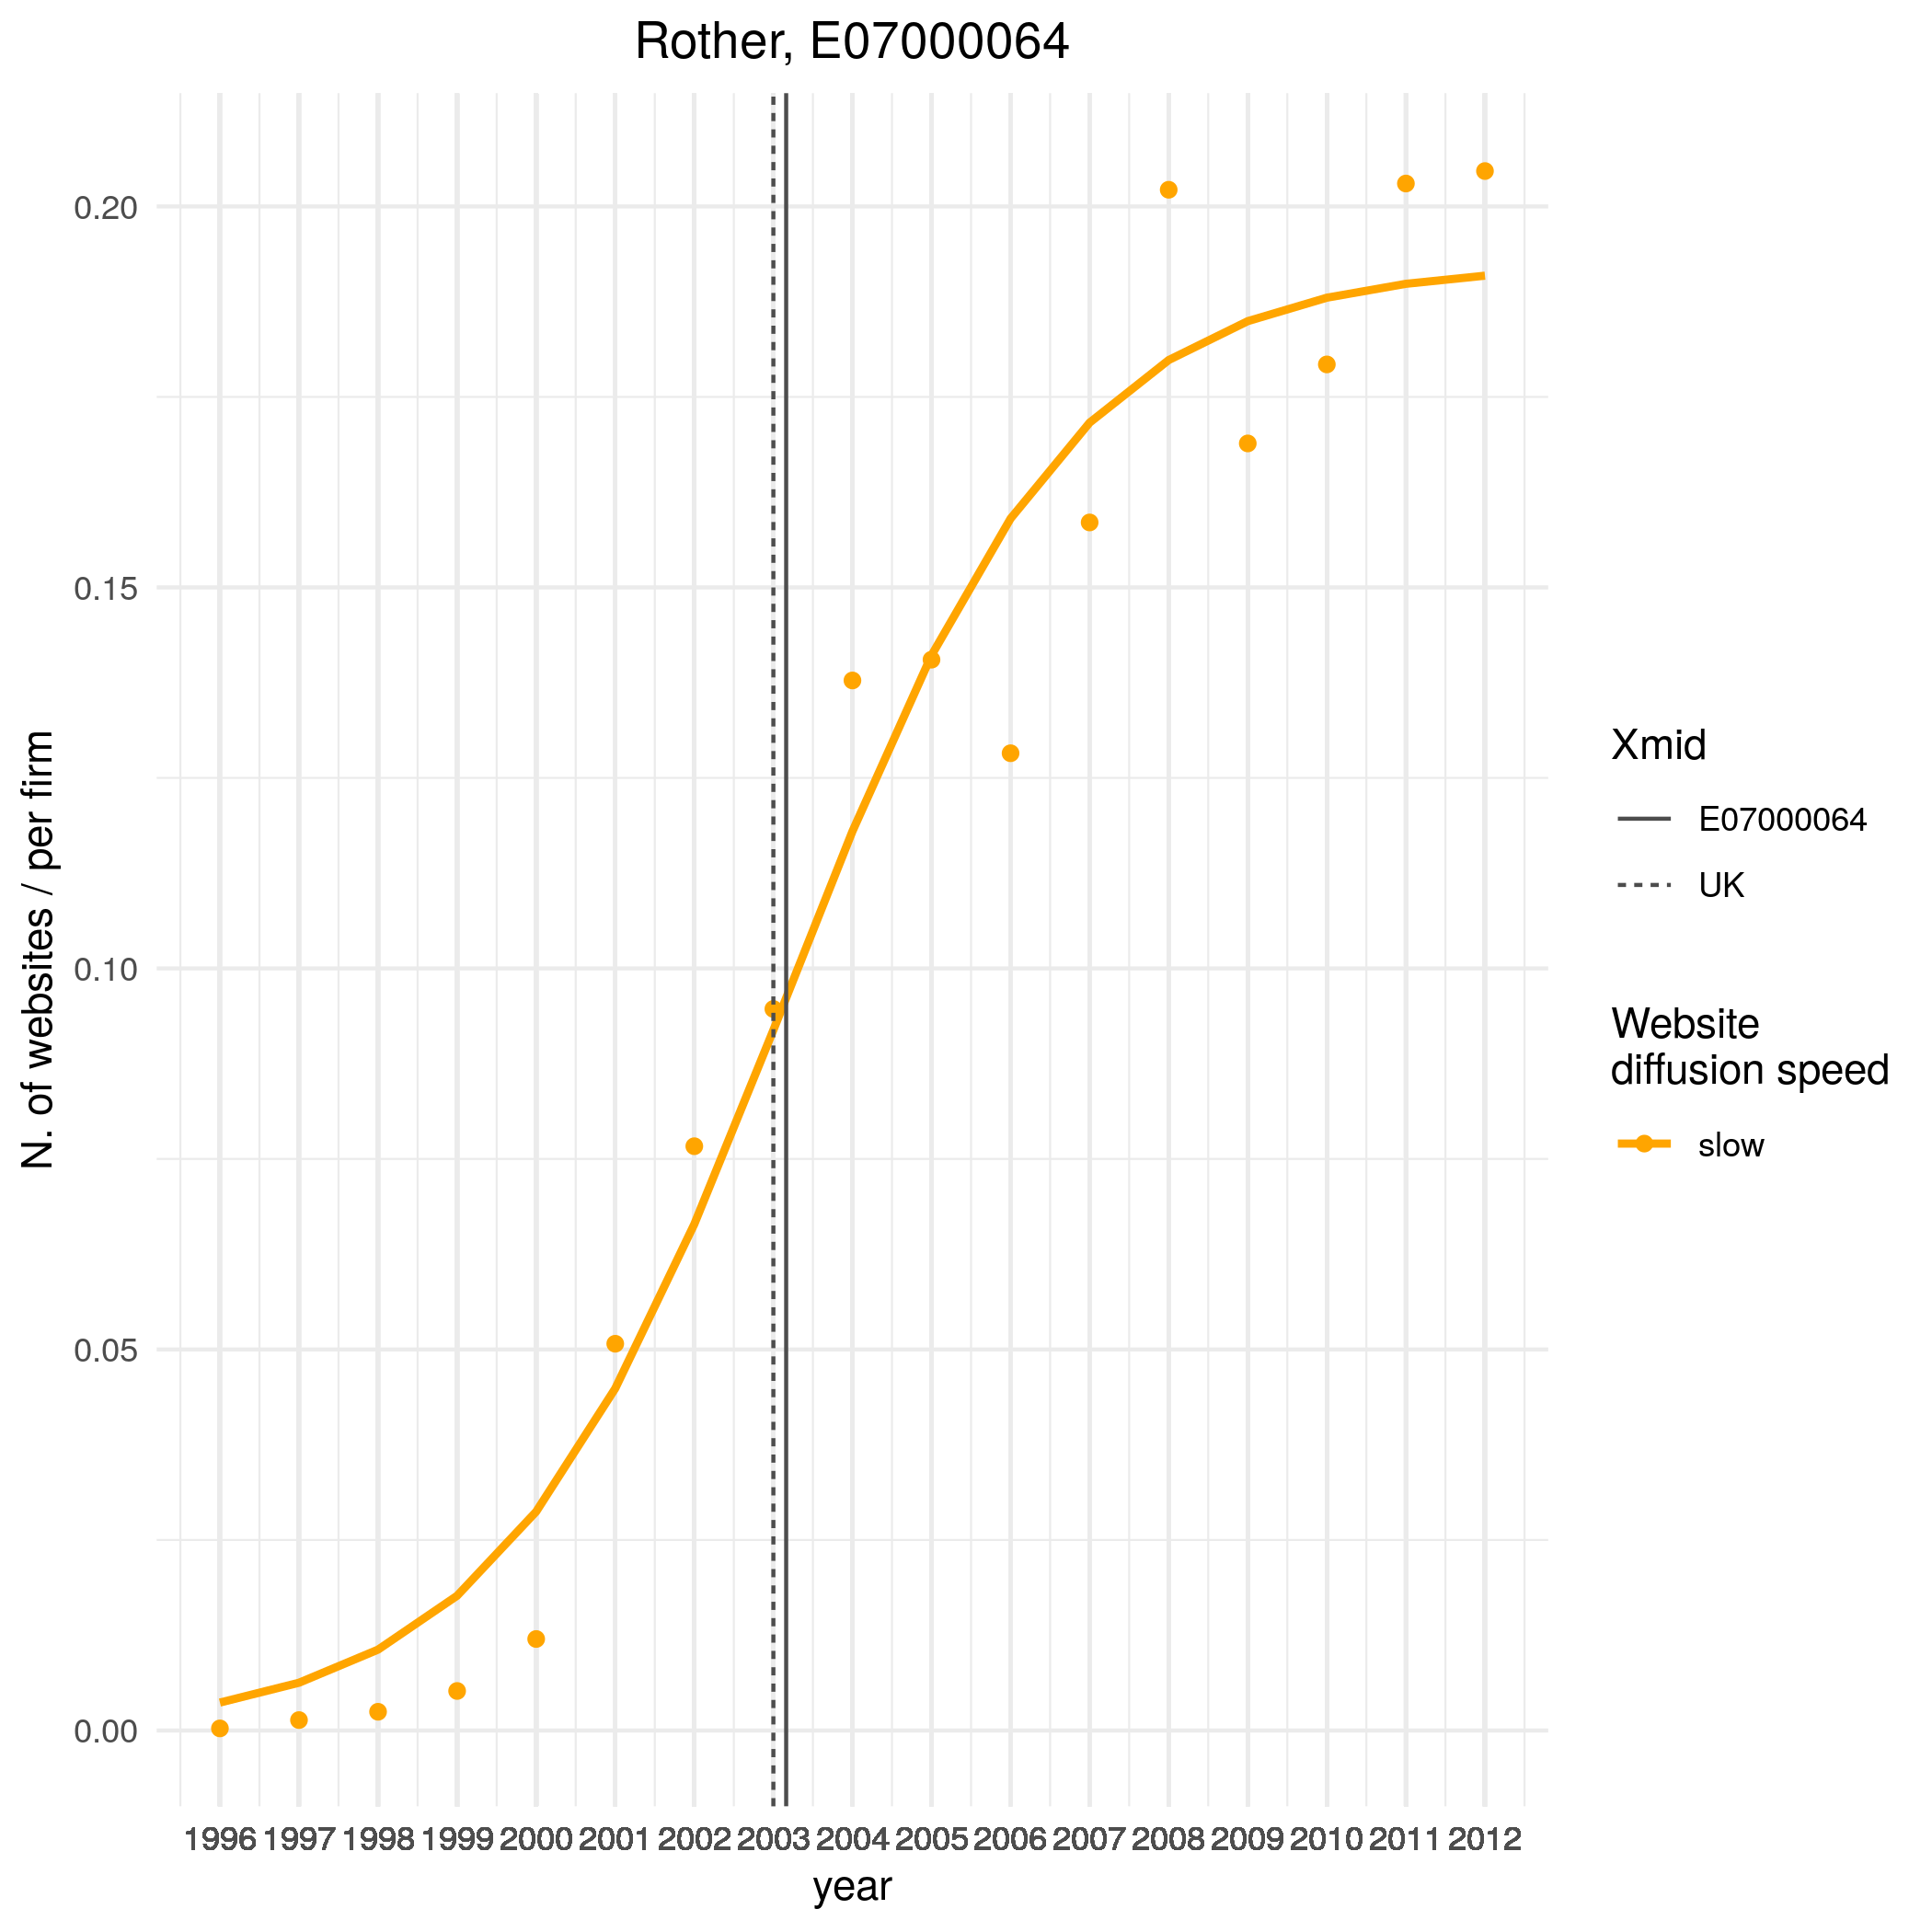 Rother, E07000064
N. of websites / per firm
0.20
0.15
0.10
0.05
0.00
1996 1997 1998 1999 2000 2001 2002 2003 2004 2005 2006 2007 2008 2009 2010 2011 2012
year
Xmid
E07000064
UK
Website
diffusion speed
slow